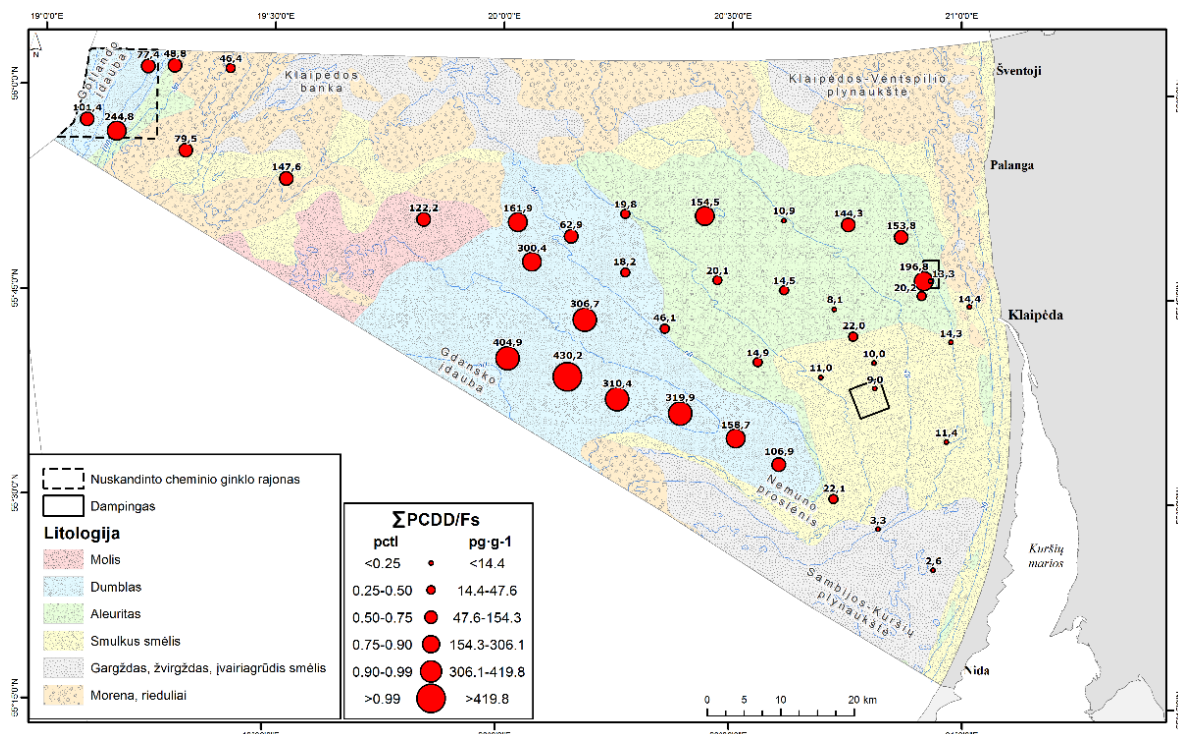 19°0'0"E
19°30'0"E
20°0'0"E
20°30'0"E
21°0'0"E
N
Gotlando
įdauba
77,4
48,8
46,4
Klaipėdos
banka
Klaipėdos-Ventspilio
plynaukštė
Šventoji
101,4
244,8
79,5
147,6
Palanga
122,2
161,9
62,9
19,8
154,5
10,9
144,3
153,8
300,4
18,2
20,1
14,5
196,8
13,3
20,2
8,1
14,4
Klaipėda
306,7
46,1
22,0
14,3
404,9
430,2
14,9
11,0
10,0
9,0
Gdansko
įdauba
310,4
319,9
158,7
106,9
11,4
22,1
Nemuno
proslėnis
3,3
2,6
Kuršių
marios
Sambijos-Kuršių
plynaukštė
Nida
Nuskandinto cheminio ginklo rajonas
Dampingas
Litologija
Molis
Dumblas
Aleuritas
Smulkus smėlis
Gargždas, žvirgždas, įvairiagrūdis smėlis
Morena, rieduliai
∑PCDD/Fs
pctl pg·g-1
<0.25 <14.4
0.25-0.50 14.4-47.6
0.50-0.75 47.6-154.3
0.75-0.90 154.3-306.1
0.90-0.99 306.1-419.8
>0.99 >419.8
0 5 10 20 km